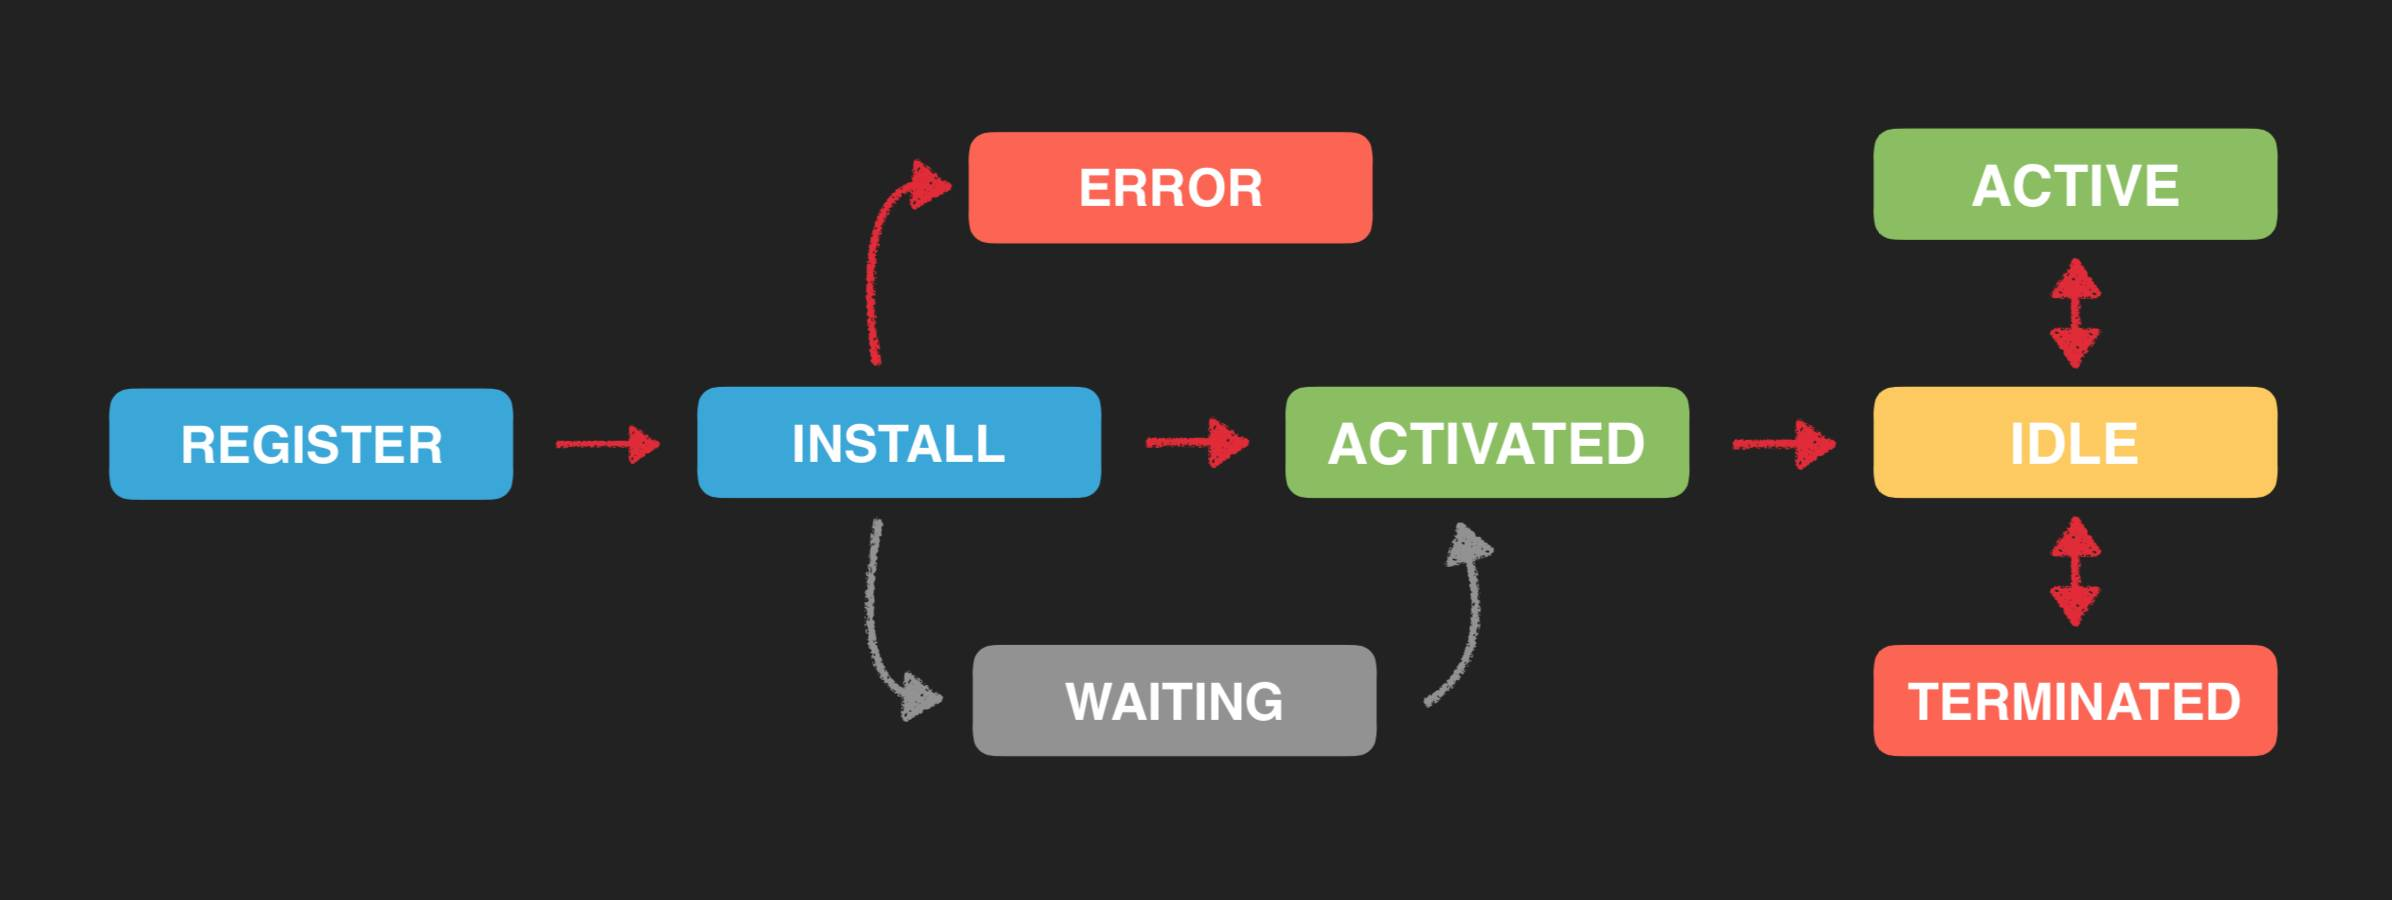 ERROR
ACTIVE
REGISTER
INSTALL
ACTIVATED
IDLE
WAITING
TERMINATED